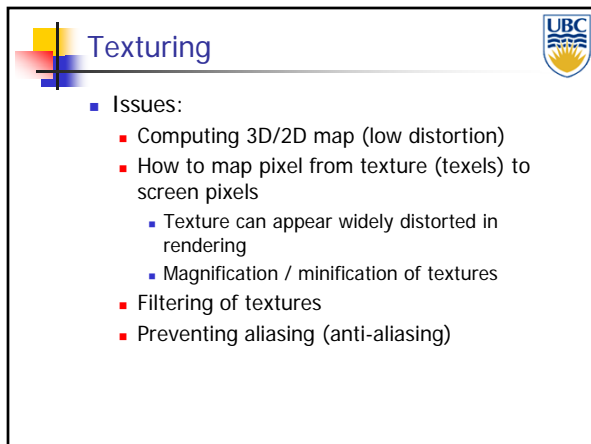 Texturing
UBC
■ Issues:
■ Computing 3D/2D map (low distortion)
■ How to map pixel from texture (texels) to
screen pixels
■ Texture can appear widely distorted in
rendering
■ Magnification / minification of textures
■ Filtering of textures
■ Preventing aliasing (anti-aliasing)